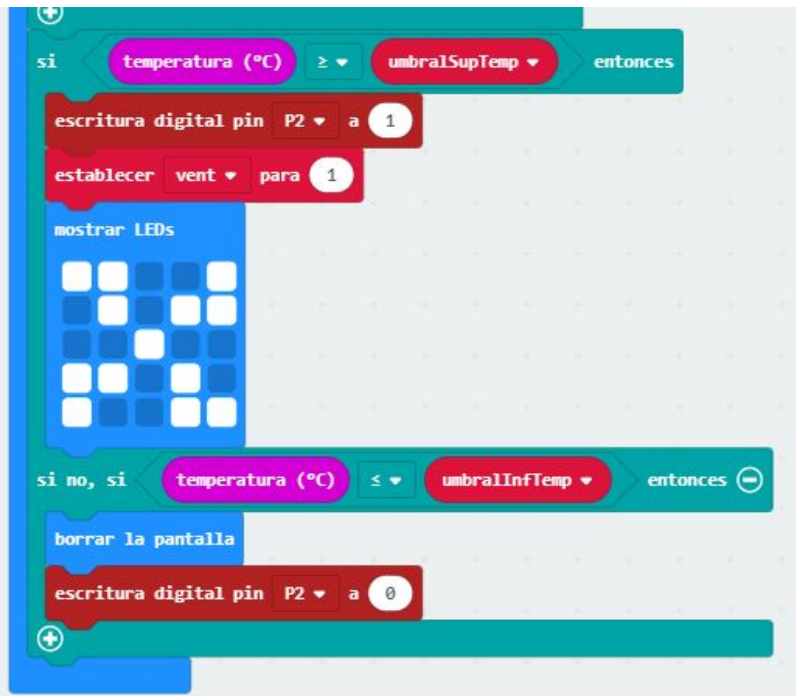 si temperatura (°C) ≥ umbralSupTemp entonces
escritura digital pin P2 a 1
establecer vent para 1
mostrar LEDs
si no, si temperatura (°C) ≤ umbralInfTemp entonces
borrar la pantalla
escritura digital pin P2 a 0